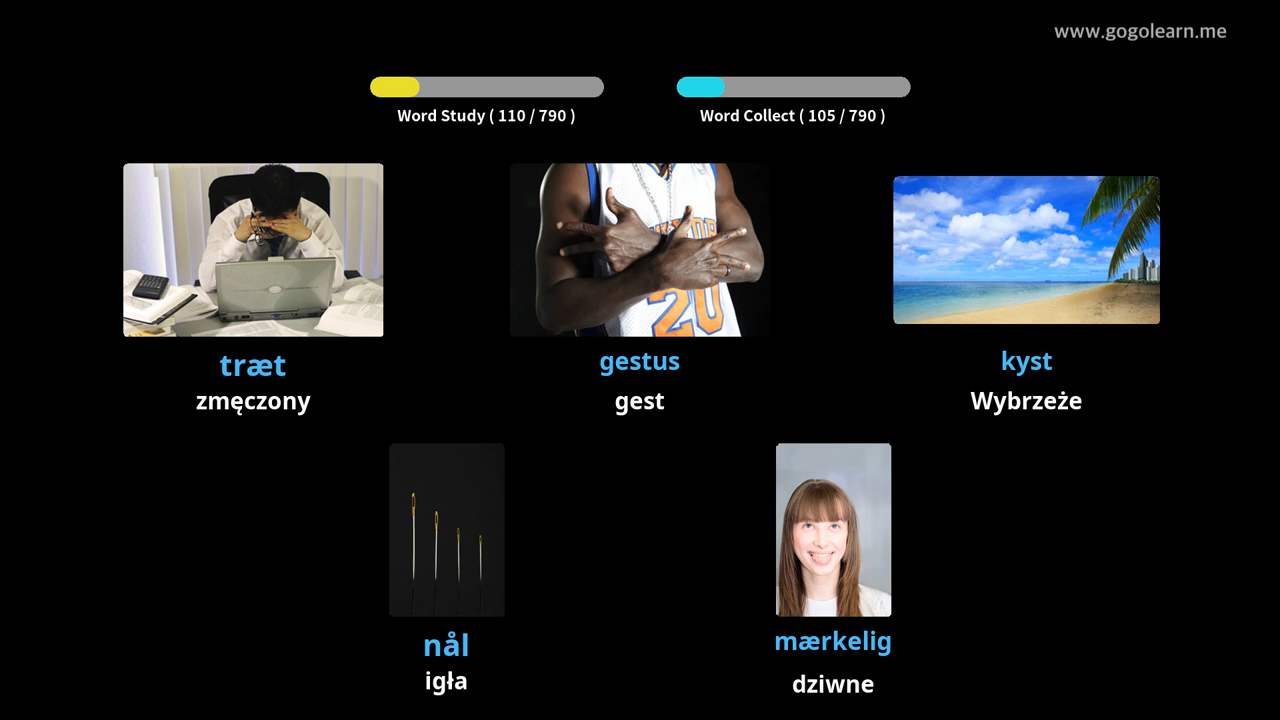 www.gogolearn.me
Word Study ( 110 / 790 )
Word Collect ( 105 / 790 )
træt
zmęczony
gestus
gest
kyst
Wybrzeże
20
nål
igła
mærkelig
dziwne